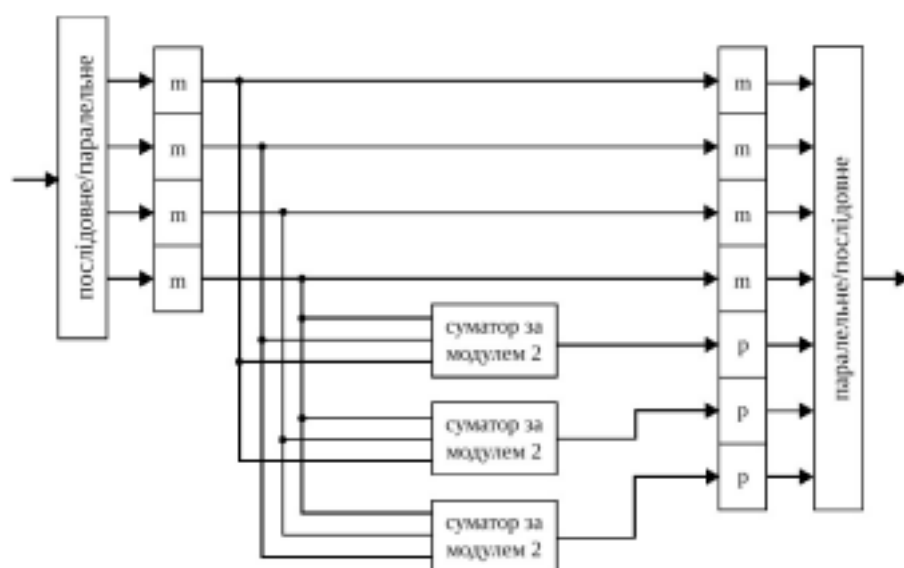 послідовне/паралельне
m
m
m
m
суматор за
модулем 2
суматор за
модулем 2
суматор за
модулем 2
m
m
m
m
p
p
p
паралельне/послідовне